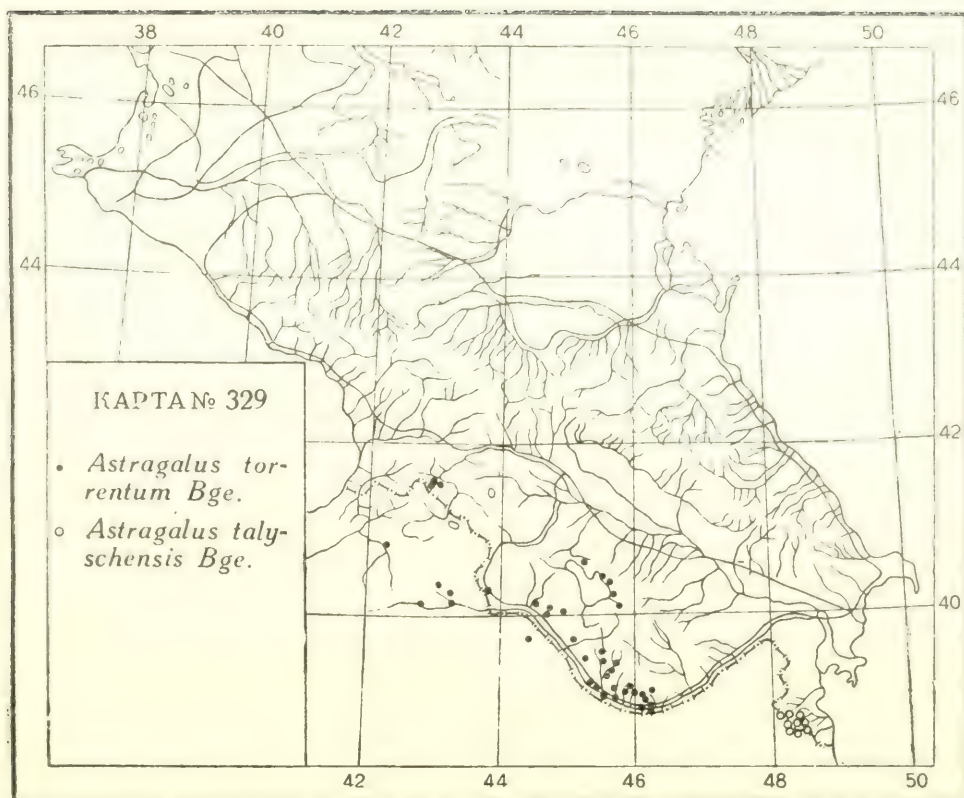 38 40 42 44 46 48 50
46 46
44 44
КАРТА № 329
42
• Astragalus tor-
rentum Bge.
○ Astragalus taly-
schensis Bge.
40
42 44 46 48 50